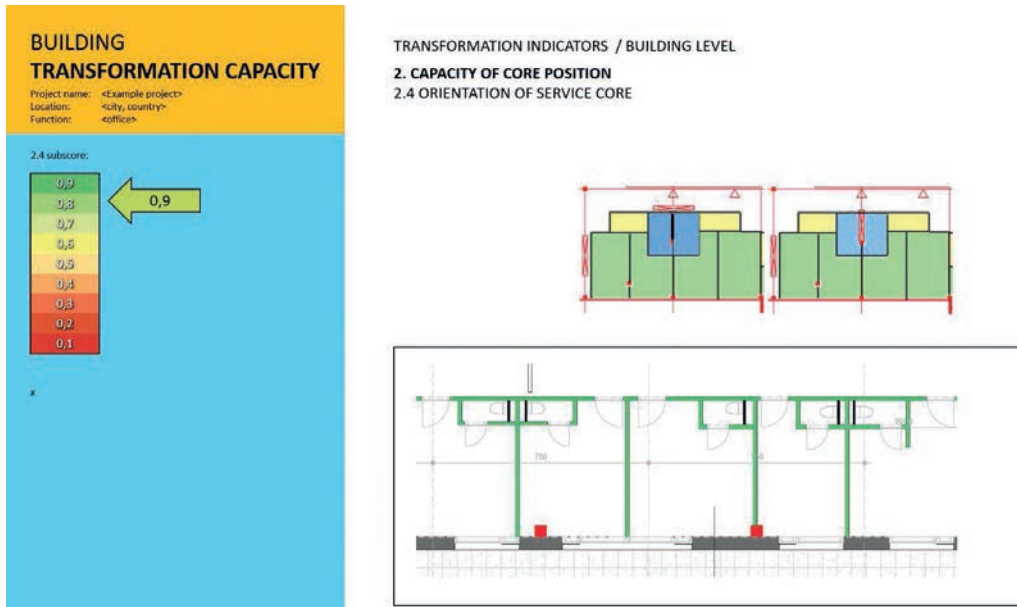 BUILDING
TRANSFORMATION CAPACITY
Project name: <Example project>
Location: <city, country>
Function: <office>
2.4 subscore:
0,9
0,8
0,7
0,6
0,5
0,4
0,3
0,2
0,1
0,9
x
TRANSFORMATION INDICATORS / BUILDING LEVEL
2. CAPACITY OF CORE POSITION
2.4 ORIENTATION OF SERVICE CORE
780